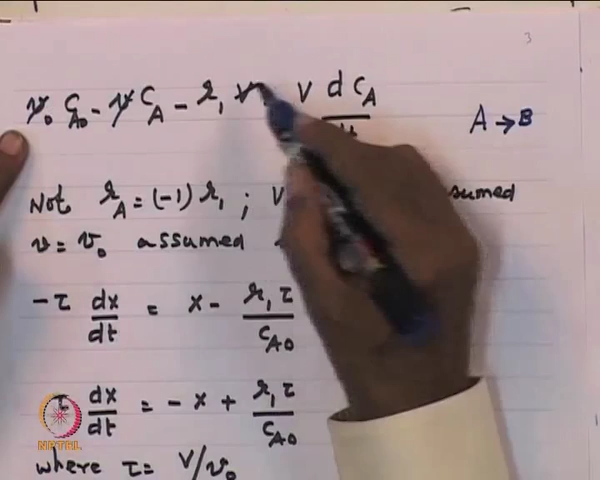 3
v₀ C_A0 - v C_A - r₁ V V dC_A/dt A → B
Not r_A = (-1) r₁ ; V sumed
v = v₀ assumed
-τ dx/dt = x - r₁τ/C_A0
τ dx/dt = - x + r₁τ/C_A0
where τ = V/v₀
NPTEL